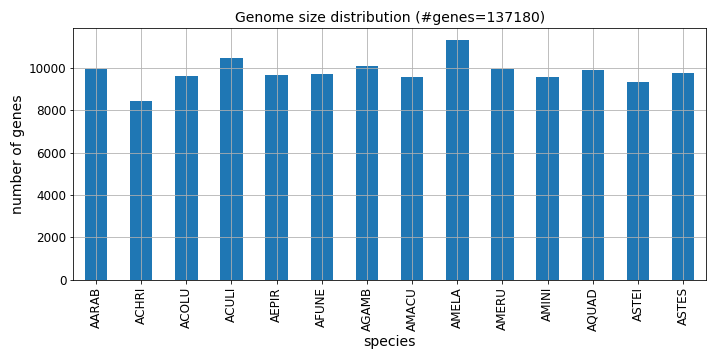 Genome size distribution (#genes=137180)
number of genes
10000
8000
6000
4000
2000
0
AARAB
ACHRI
ACOLU
ACULI
AEPIR
AFUNE
AGAMB
AMACU
AMELA
AMERU
AMINI
AQUAD
ASTEI
ASTES
species